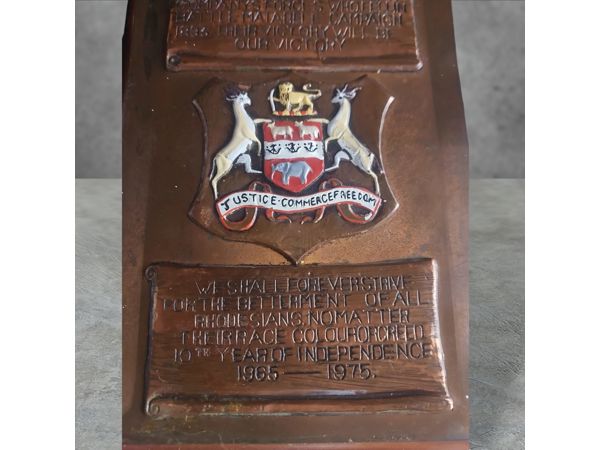 COMPANY'S FORCES WHO FELL IN
BATTLE MATABELE CAMPAIGN
1893 THEIR VICTORY WILL BE
OUR VICTORY
JUSTICE·COMMERCEFREEDOM
WE SHALL FOREVER STRIVE
FOR THE BETTERMENT OF ALL
RHODESIANS, NO MATTER
THEIR RACE COLOUR OR CREED
10TH YEAR OF INDEPENDENCE
1965 — 1975.